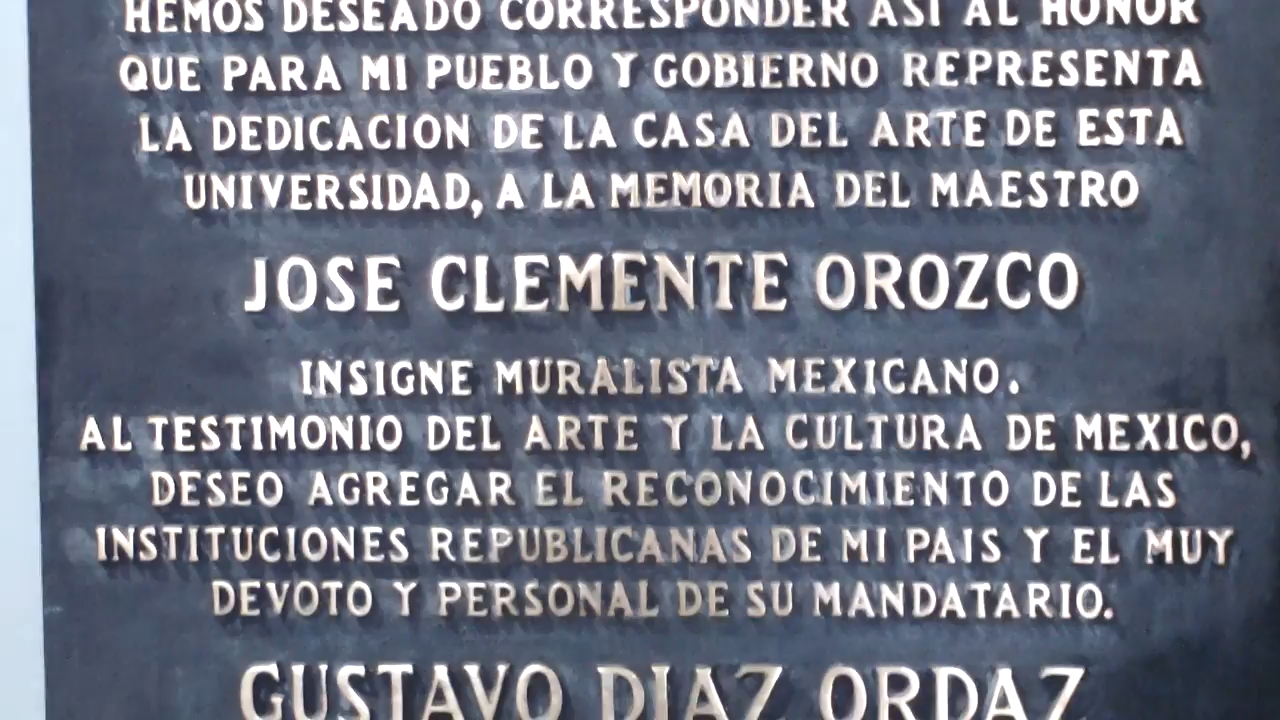 HEMOS DESEADO CORRESPONDER ASI AL HONOR
QUE PARA MI PUEBLO Y GOBIERNO REPRESENTA
LA DEDICACION DE LA CASA DEL ARTE DE ESTA
UNIVERSIDAD, A LA MEMORIA DEL MAESTRO
JOSE CLEMENTE OROZCO
INSIGNE MURALISTA MEXICANO.
AL TESTIMONIO DEL ARTE Y LA CULTURA DE MEXICO,
DESEO AGREGAR EL RECONOCIMIENTO DE LAS
INSTITUCIONES REPUBLICANAS DE MI PAIS Y EL MUY
DEVOTO Y PERSONAL DE SU MANDATARIO.
GUSTAVO DIAZ ORDAZ